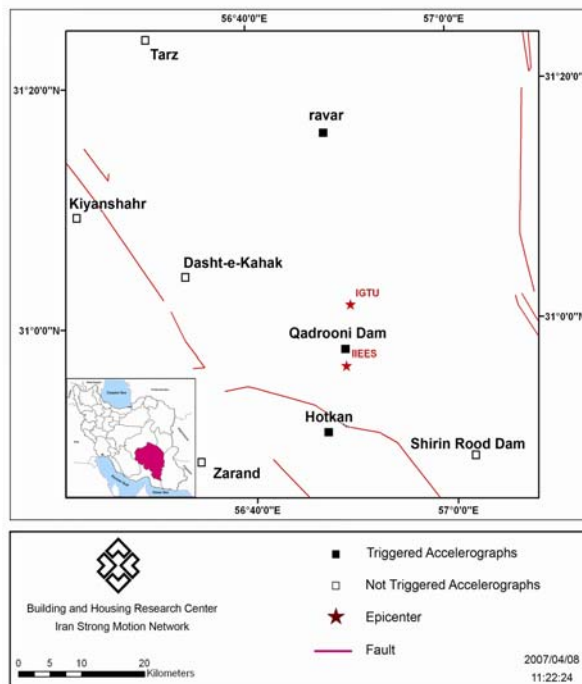 56°40'0"E
57°0'0"E
Tarz
31°20'0"N
31°20'0"N
ravar
Kiyanshahr
Dasht-e-Kahak
IGTU
31°0'0"N
31°0'0"N
Qadrooni Dam
IIEES
Hotkan
Shirin Rood Dam
Zarand
56°40'0"E
57°0'0"E
Building and Housing Research Center
Iran Strong Motion Network
0 5 10 20
Kilometers
Triggered Accelerographs
Not Triggered Accelerographs
Epicenter
Fault
2007/04/08
11:22:24